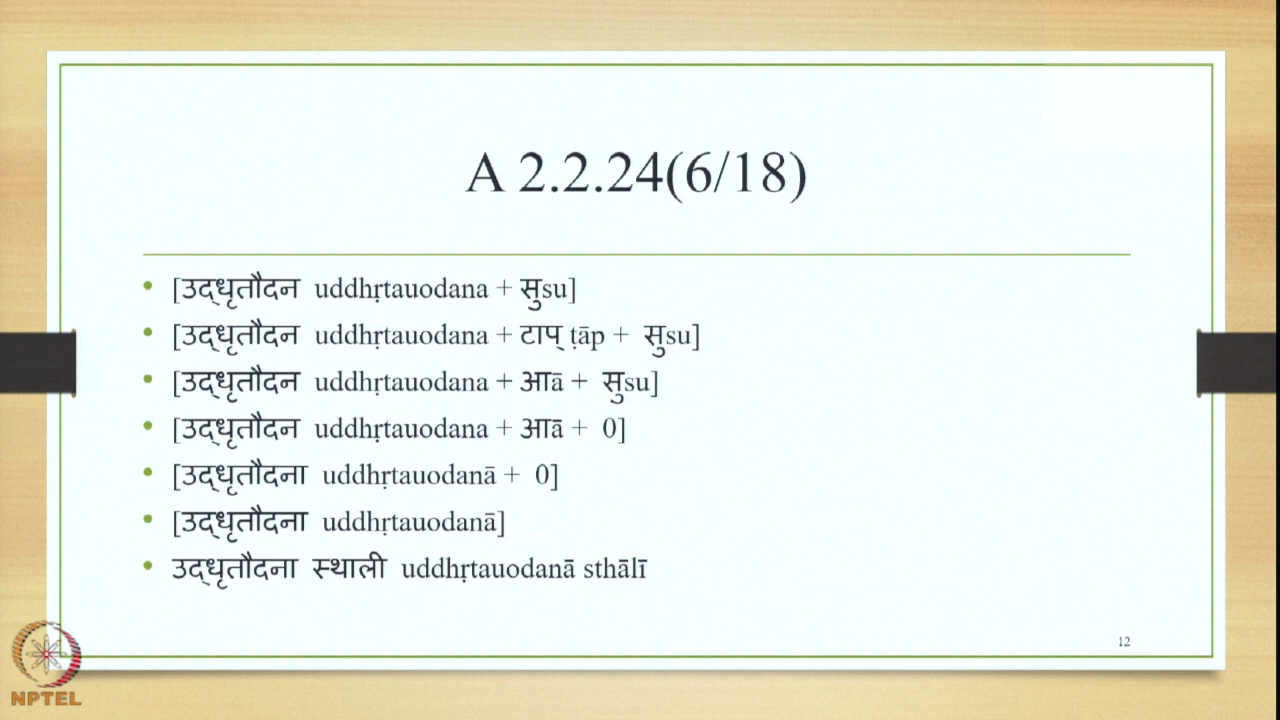 A 2.2.24(6/18)
• [उद्धृतौदन uddhṛtauodana + सुsu]
• [उद्धृतौदन uddhṛtauodana + टाप् ṭāp + सुsu]
• [उद्धृतौदन uddhṛtauodana + आā + सुsu]
• [उद्धृतौदन uddhṛtauodana + आā + 0]
• [उद्धृतौदना uddhṛtauodanā + 0]
• [उद्धृतौदना uddhṛtauodanā]
• उद्धृतौदना स्थाली uddhṛtauodanā sthālī
12
NPTEL